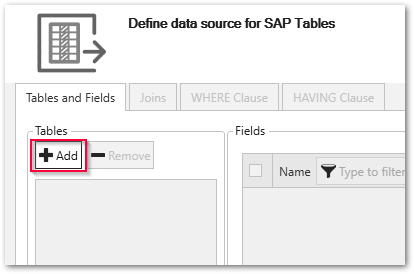 Define data source for SAP Tables
Tables and Fields Joins WHERE Clause HAVING Clause
Tables Fields
Add Remove
Name Type to filter